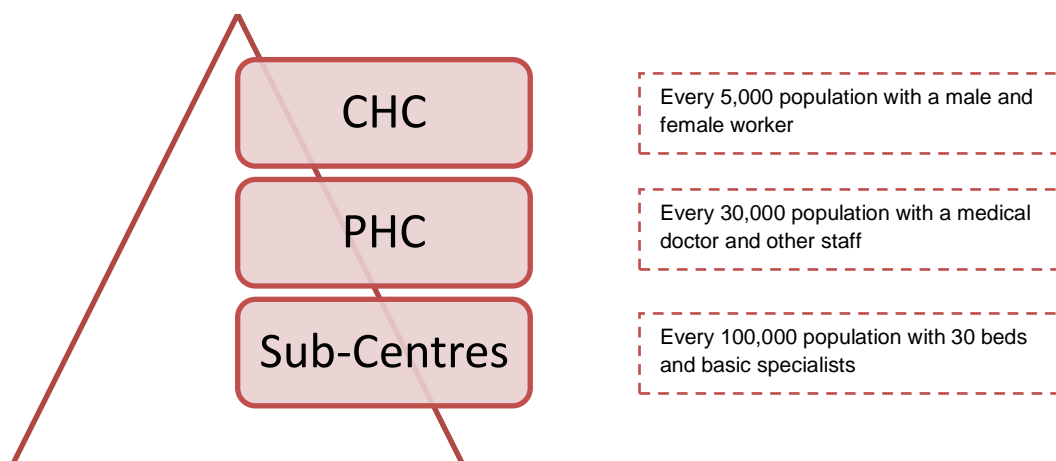 CHC
Every 5,000 population with a male and
female worker
PHC
Every 30,000 population with a medical
doctor and other staff
Sub-Centres
Every 100,000 population with 30 beds
and basic specialists